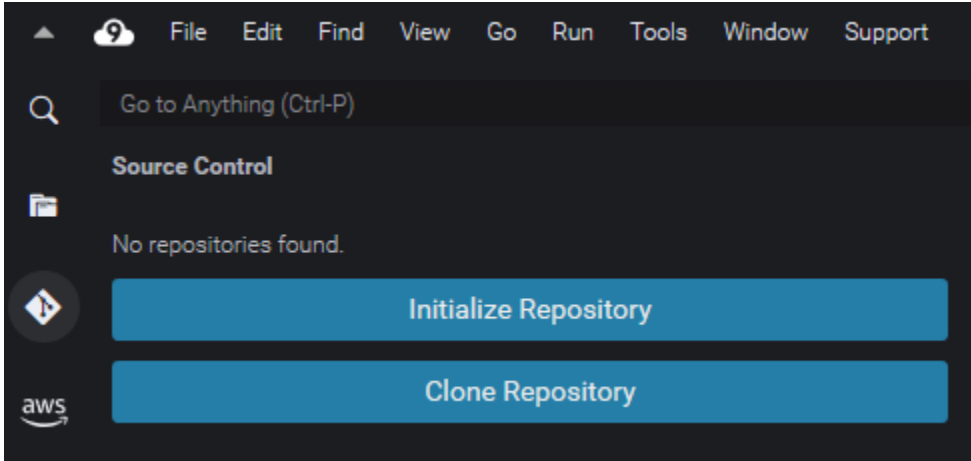 9 File Edit Find View Go Run Tools Window Support
Go to Anything (Ctrl-P)
Source Control
No repositories found.
Initialize Repository
Clone Repository
aws